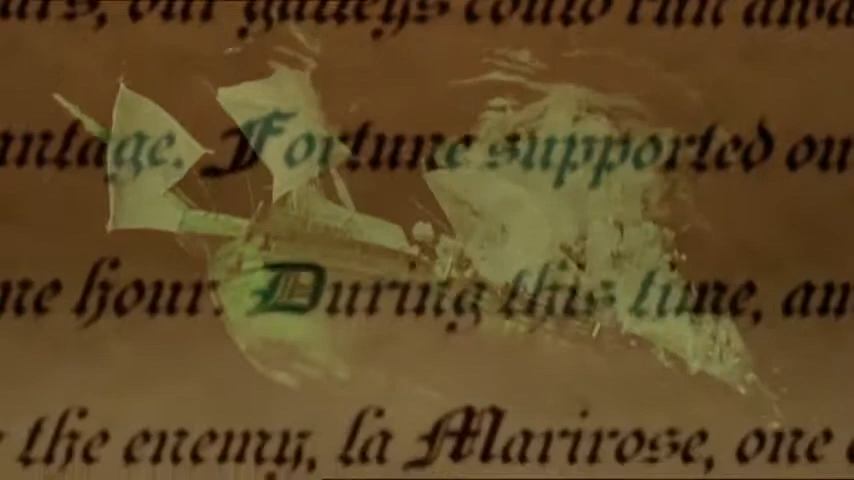 our galleys could run awa
antage. Fortune supported ou
ne hour. During this time, an
the enemy, la Marirose, one